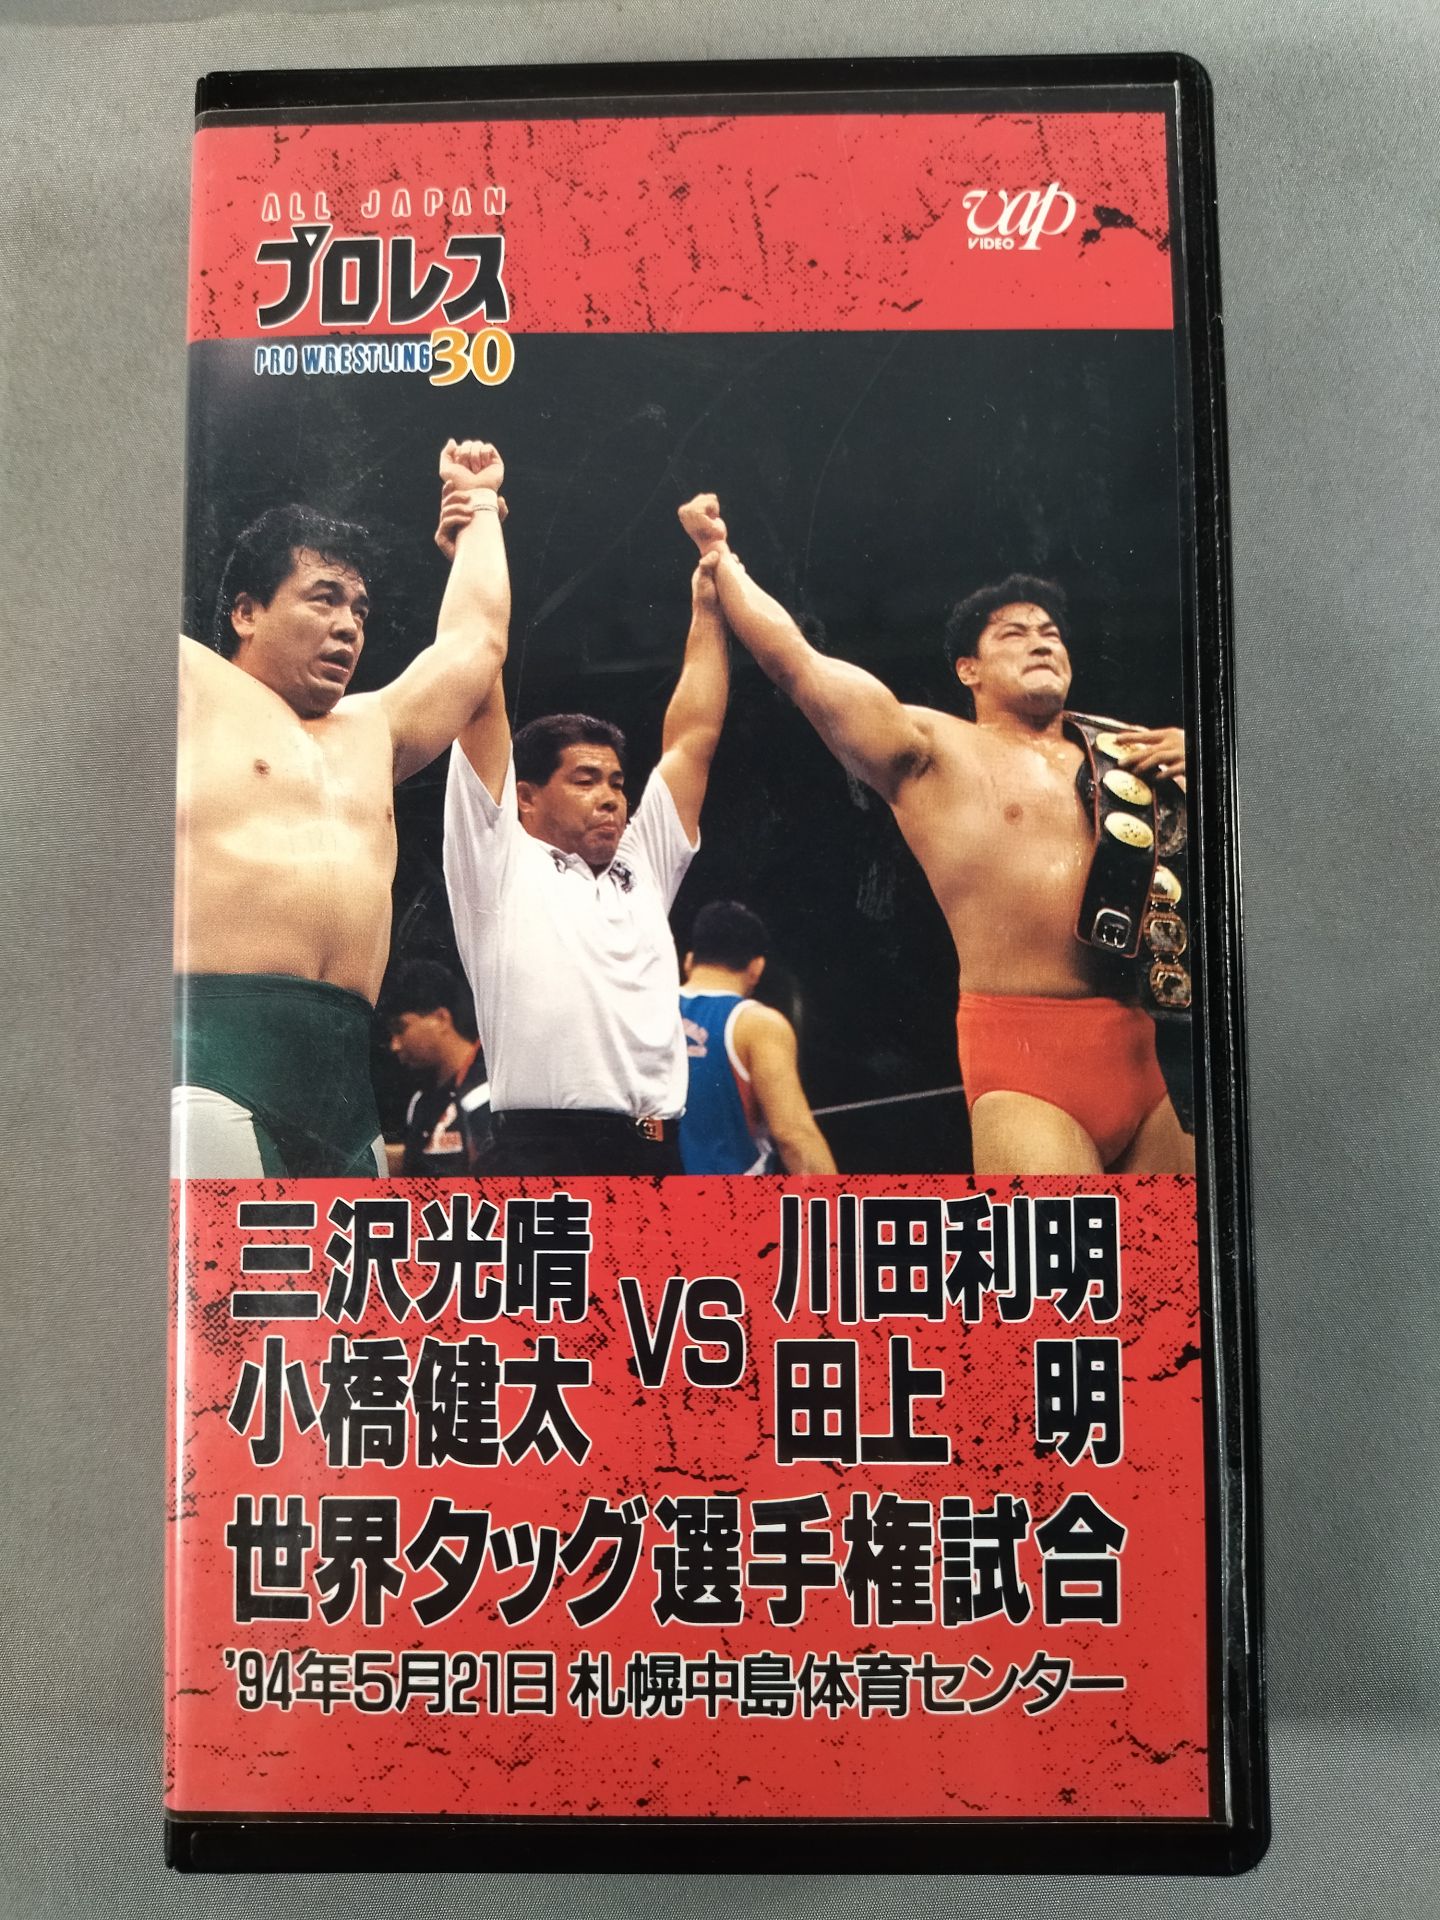 ALL JAPAN
プロレス
PRO WRESTLING 30
vap
VIDEO
三沢光晴
小橋健太
VS
川田利明
田上 明
世界タッグ選手権試合
'94年5月21日 札幌中島体育センター